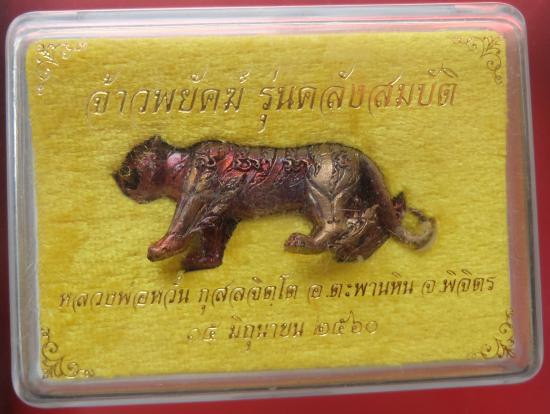 จ้าวพยัคฆ์ รุ่นคลังสมบัติ
หลวงพ่อหวั่น กุสลจิตฺโต อ.ตะพานหิน จ.พิจิตร
๑๕ มิถุนายน ๒๕๖๐